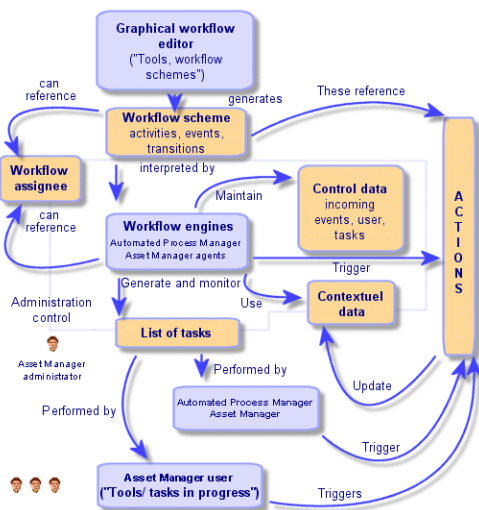 Graphical workflow
editor
("Tools, workflow
schemes")
can
reference
generates
These reference
Workflow scheme
activities, events,
transitions
Workflow
assignee
interpreted by
Maintain
Control data
incoming
events, user,
tasks
ACTIONS
can
reference
Workflow engines
Automated Process Manager
Asset Manager agents
Trigger
Generate and monitor
Use
Contextuel
data
Administration
control
List of tasks
Asset Manager
administrator
Performed by
Update
Automated Process Manager
Asset Manager
Performed by
Trigger
Asset Manager user
("Tools/ tasks in progress")
Triggers